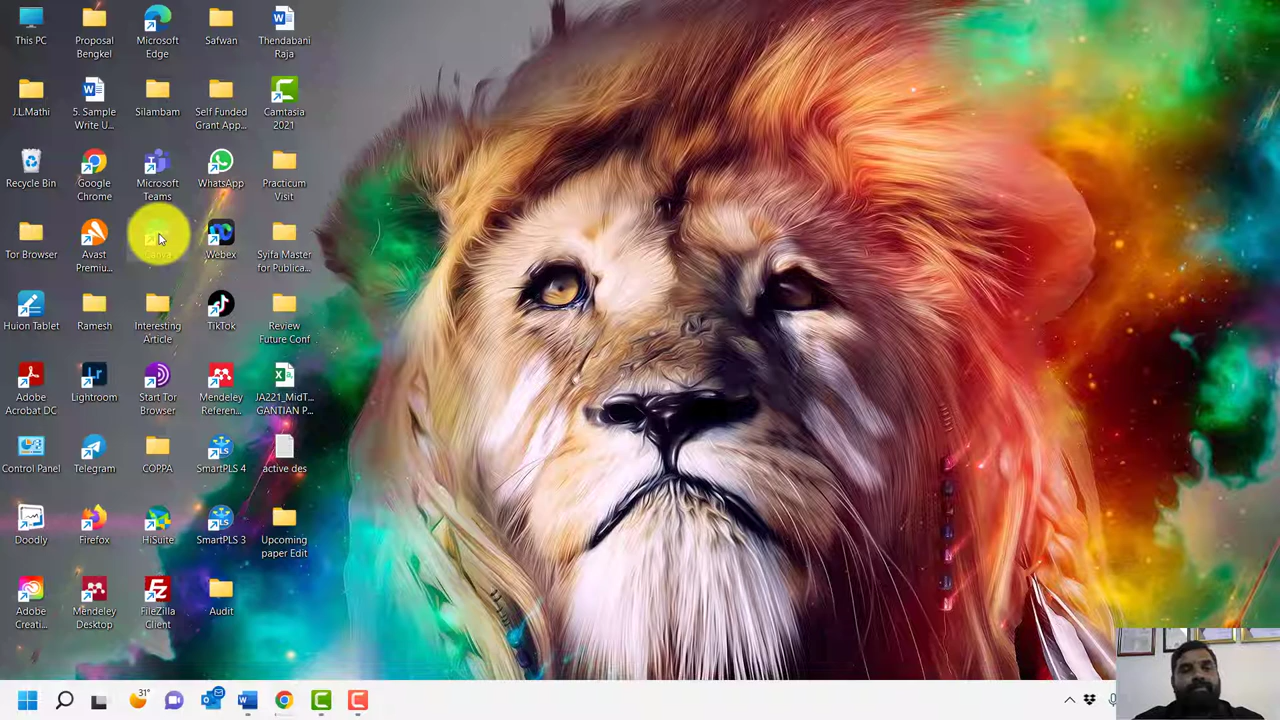 This PC
Proposal
Bengkel
Microsoft
Edge
Safwan
Thendabani
Raja
J.L.Mathi
5. Sample
Write U...
Silambam
Self Funded
Grant App...
Camtasia
2021
Recycle Bin
Google
Chrome
Microsoft
Teams
WhatsApp
Practicum
Visit
Tor Browser
Avast
Premiu...
Canva
Webex
Syifa Master
for Publica...
Huion Tablet
Ramesh
Interesting
Article
TikTok
Review
Future Conf
Adobe
Acrobat DC
Lightroom
Start Tor
Browser
Mendeley
Referen...
JA221_MidT...
GANTIAN P...
Control Panel
Telegram
COPPA
SmartPLS 4
active des
Doodly
Firefox
HiSuite
SmartPLS 3
Upcoming
paper Edit
Adobe
Creati...
Mendeley
Desktop
FileZilla
Client
Audit
31°